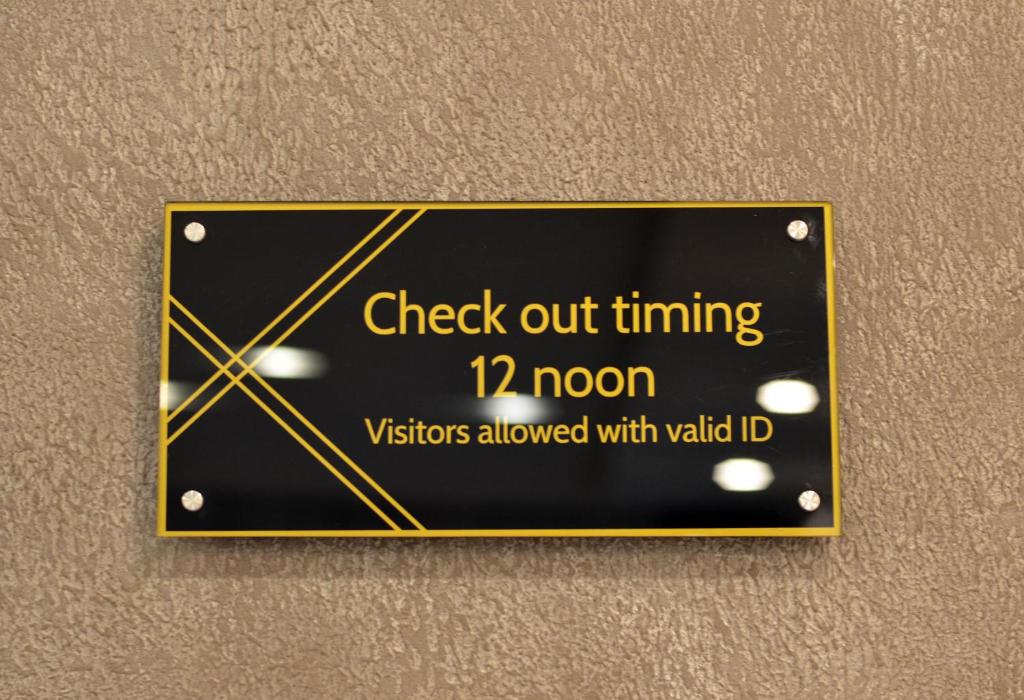 Check out timing
12 noon
Visitors allowed with valid ID